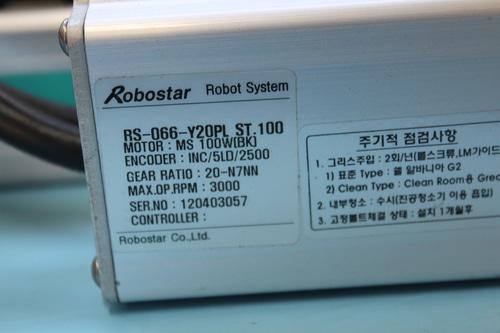 Robostar Robot System
RS-066-Y20PL ST.100
MOTOR : MS 100W(BK)
ENCODER : INC/5LD/2500
GEAR RATIO : 20-N7NN
MAX.OP.RPM : 3000
SER.NO : 120403057
CONTROLLER :
Robostar Co.,Ltd.
주기적 점검사항
1. 그리스주입 : 2회/년(볼스크류,LM가이드
1) 표준 Type : 쉘 알바니아 G2
2) Clean Type : Clean Room용 Grea
2. 내부청소 : 수시(진공청소기 이용 흡입)
3. 고정볼트체결 상태 : 설치 1개월후